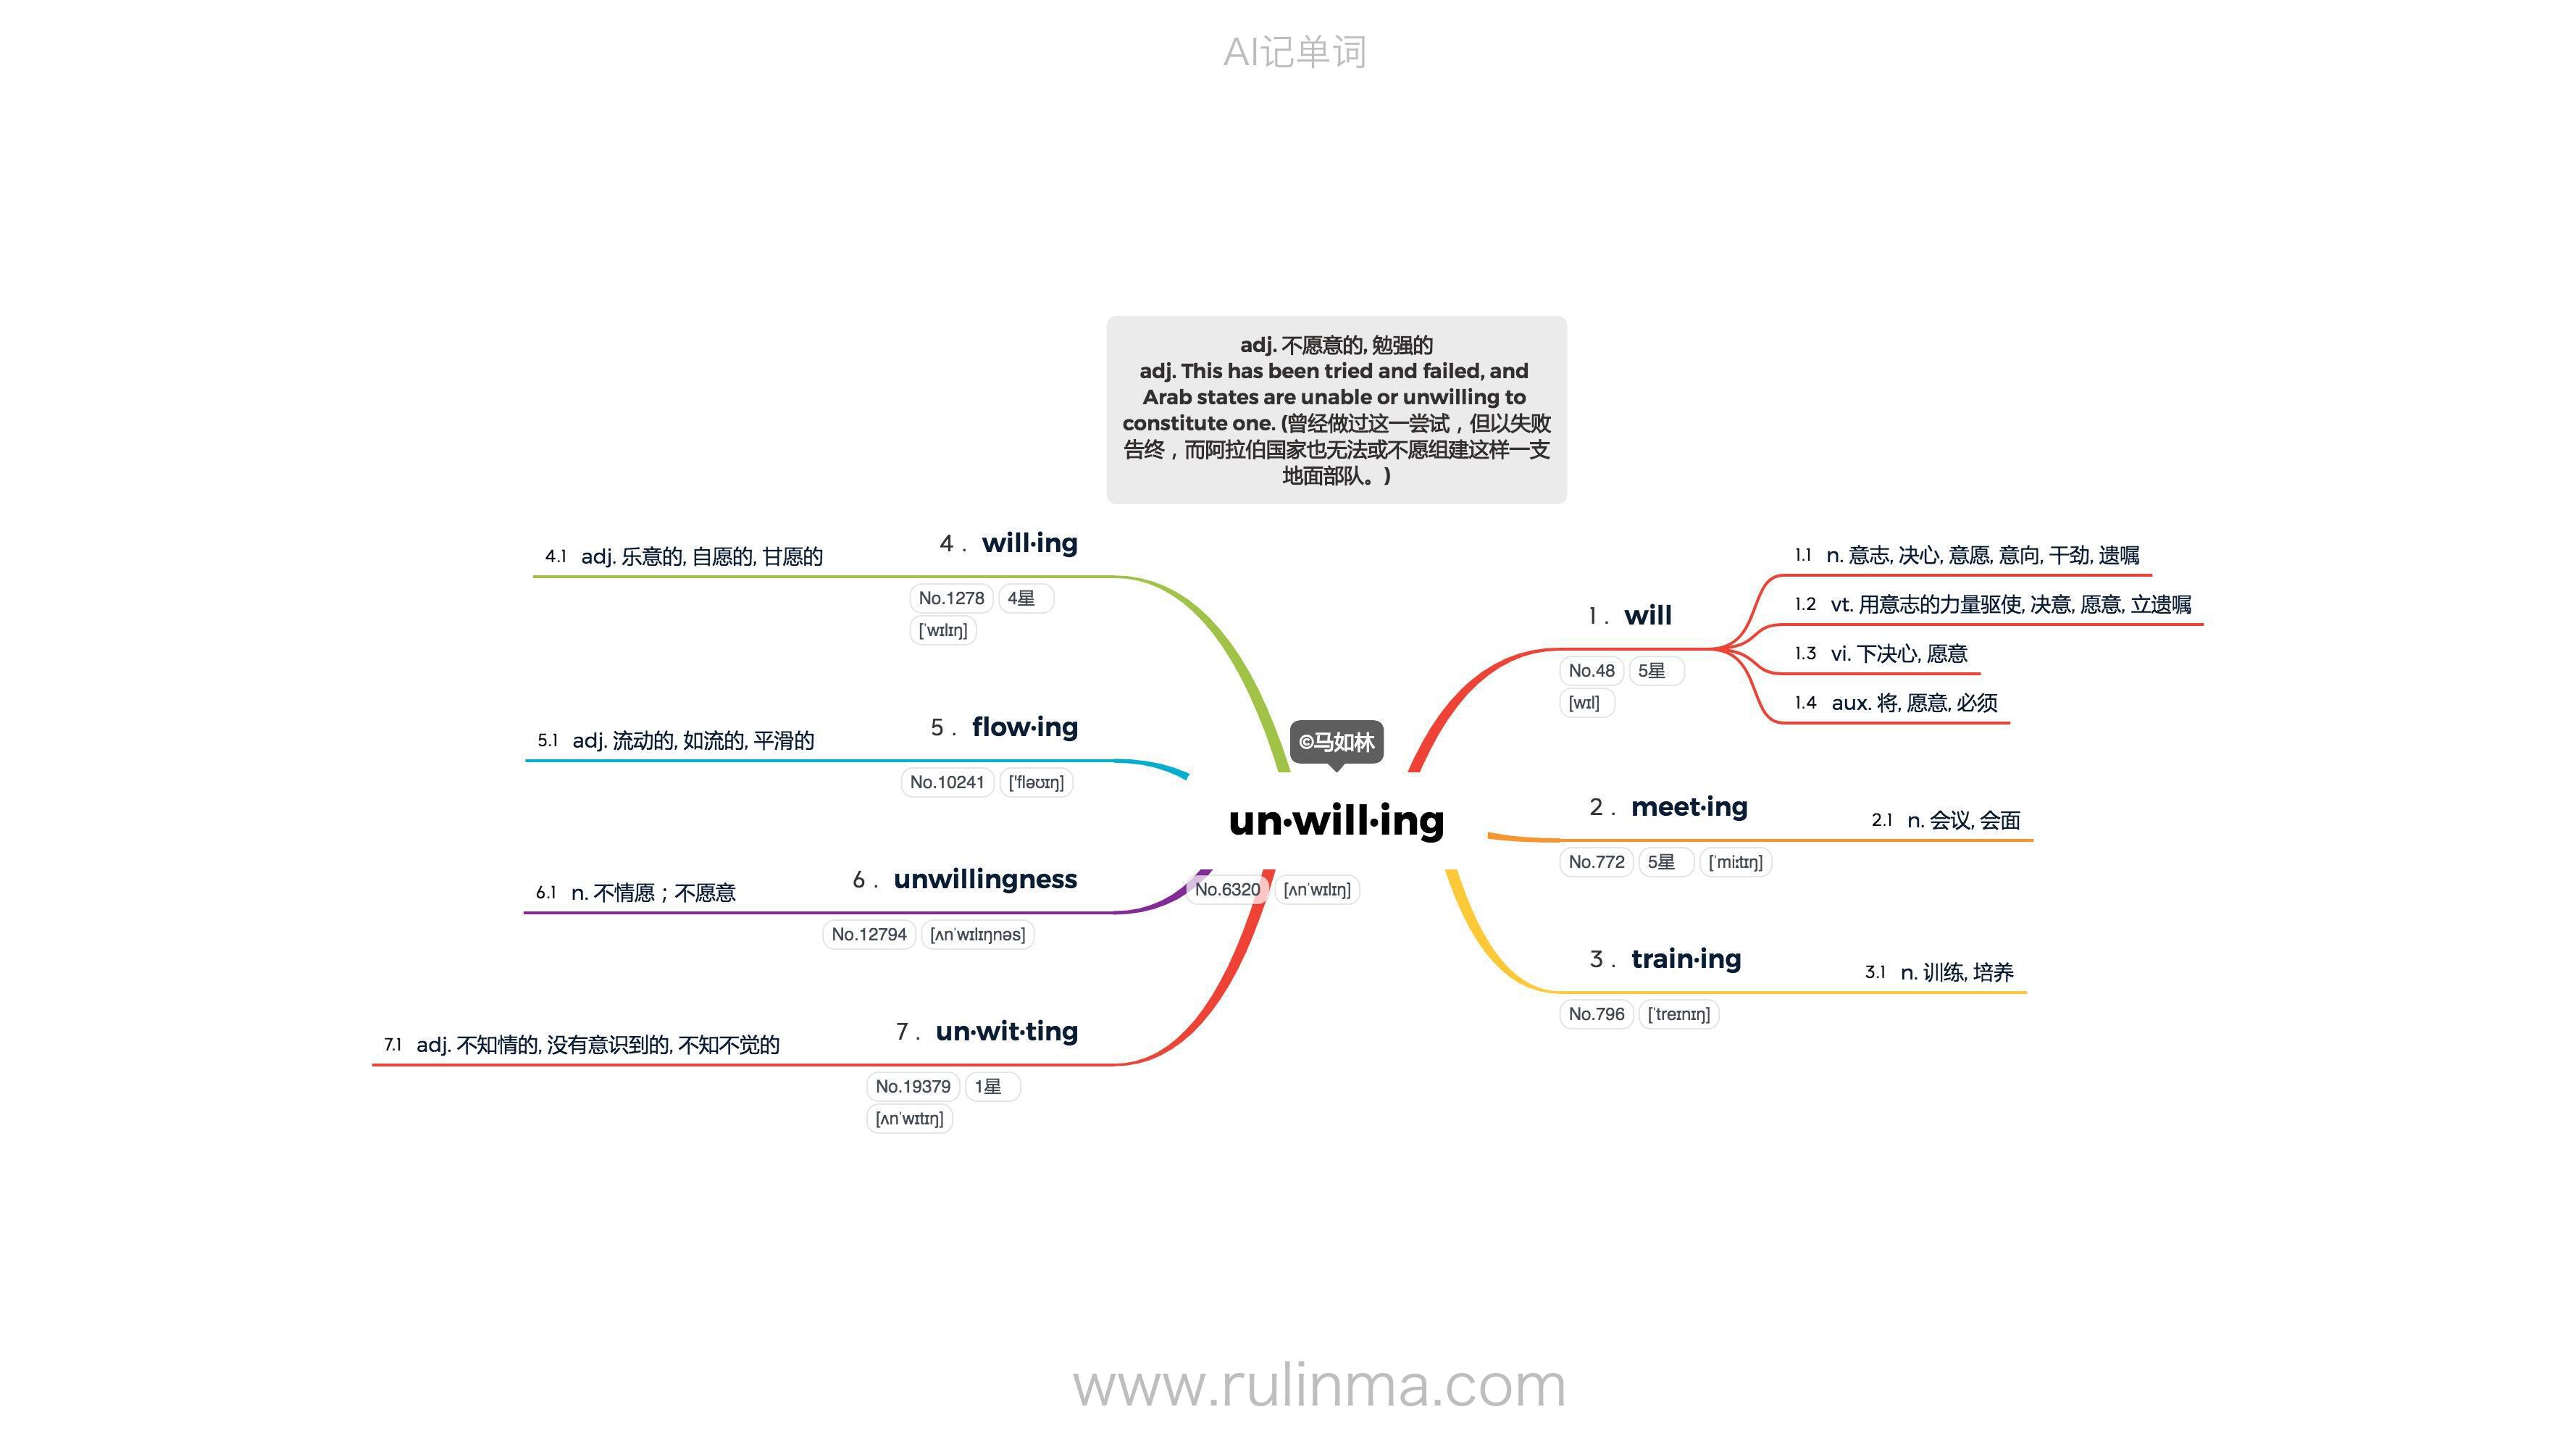 AI记单词
adj. 不愿意的, 勉强的
adj. This has been tried and failed, and
Arab states are unable or unwilling to
constitute one. (曾经做过这一尝试，但以失败
告终，而阿拉伯国家也无法或不愿组建这样一支
地面部队。)
©马如林
un·will·ing
No.6320 [ʌnˈwɪlɪŋ]
1. will
No.48 5星
[wɪl]
1.1 n. 意志, 决心, 意愿, 意向, 干劲, 遗嘱
1.2 vt. 用意志的力量驱使, 决意, 愿意, 立遗嘱
1.3 vi. 下决心, 愿意
1.4 aux. 将, 愿意, 必须
2. meet·ing
No.772 5星 [ˈmiːtɪŋ]
2.1 n. 会议, 会面
3. train·ing
No.796 [ˈtreɪnɪŋ]
3.1 n. 训练, 培养
4. will·ing
No.1278 4星
[ˈwɪlɪŋ]
4.1 adj. 乐意的, 自愿的, 甘愿的
5. flow·ing
No.10241 [ˈfləʊɪŋ]
5.1 adj. 流动的, 如流的, 平滑的
6. unwillingness
No.12794 [ʌnˈwɪlɪŋnəs]
6.1 n. 不情愿；不愿意
7. un·wit·ting
No.19379 1星
[ʌnˈwɪtɪŋ]
7.1 adj. 不知情的, 没有意识到的, 不知不觉的
www.rulinma.com